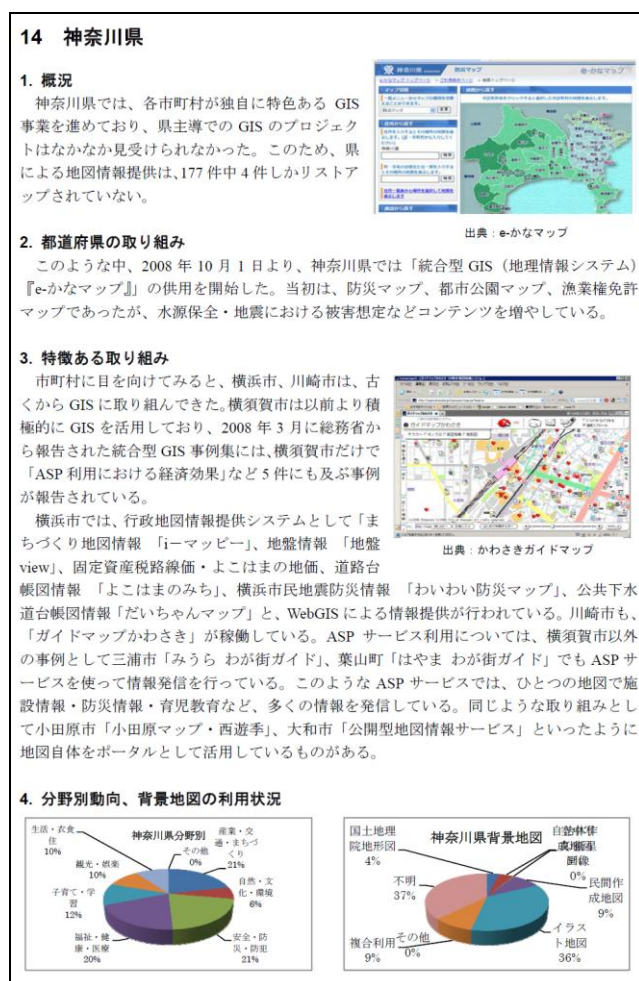 14 神奈川県
1. 概況
神奈川県では、各市町村が独自に特色ある GIS
事業を進めており、県主導での GIS のプロジェク
トはなかなか見受けられなかった。このため、県
による地図情報提供は、177 件中 4 件しかリストア
ップされていない。
神奈川県
防災マップ
e-かなマップ
出典：e-かなマップ
2. 都道府県の取り組み
このような中、2008 年 10 月 1 日より、神奈川県では「統合型 GIS（地理情報システム）
『e-かなマップ』」の供用を開始した。当初は、防災マップ、都市公園マップ、漁業権免許
マップであったが、水源保全・地震における被害想定などコンテンツを増やしている。
3. 特徴ある取り組み
市町村に目を向けてみると、横浜市、川崎市は、古
くから GIS に取り組んできた。横須賀市は以前より積
極的に GIS を活用しており、2008 年 3 月に総務省か
ら報告された統合型 GIS 事例集には、横須賀市だけで
「ASP 利用における経済効果」など 5 件にも及ぶ事例
が報告されている。
ガイドマップかわさき
出典：かわさきガイドマップ
横浜市では、行政地図情報提供システムとして「ま
ちづくり地図情報 「i－マッピー」、地盤情報 「地盤
view」、固定資産税路線価・よこはまの地価、道路台
帳図情報 「よこはまのみち」、横浜市民地震防災情報 「わいわい防災マップ」、公共下水
道台帳図情報「だいちゃんマップ」と、WebGIS による情報提供が行われている。川崎市も、
「ガイドマップかわさき」が稼働している。ASP サービス利用については、横須賀市以外
の事例として三浦市「みうら わが街ガイド」、葉山町「はやま わが街ガイド」でも ASP サ
ービスを使って情報発信を行っている。このような ASP サービスでは、ひとつの地図で施
設情報・防災情報・育児教育など、多くの情報を発信している。同じような取り組みとし
て小田原市「小田原マップ・西遊季」、大和市「公開型地図情報サービス」といったように
地図自体をポータルとして活用しているものがある。
4. 分野別動向、背景地図の利用状況
神奈川県分野別
生活・衣食
住
10%
その他
0%
産業・交
通・まちづ
くり
21%
観光・娯楽
10%
自然・文
化・環境
6%
子育て・学
習
12%
福祉・健
康・医療
20%
安全・防
災・防犯
21%
神奈川県背景地図
国土地理
院地形図
4%
0%
民間作
成地図
9%
不明
37%
複合利用
9%
その他
0%
イラス
ト地図
36%